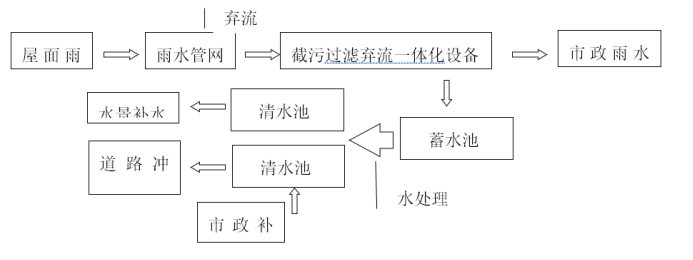 弃流
屋面雨
雨水管网
截污过滤弃流一体化设备
市政雨水
水景补水
清水池
蓄水池
道路冲
清水池
水处理
市政补